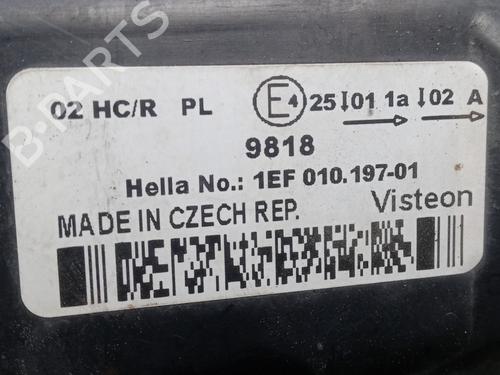 02 HC/R PL E4 25 ↓01 1a ↓02 A
9818
Hella No.: 1EF 010.197-01
MADE IN CZECH REP. Visteon
B-PARTS